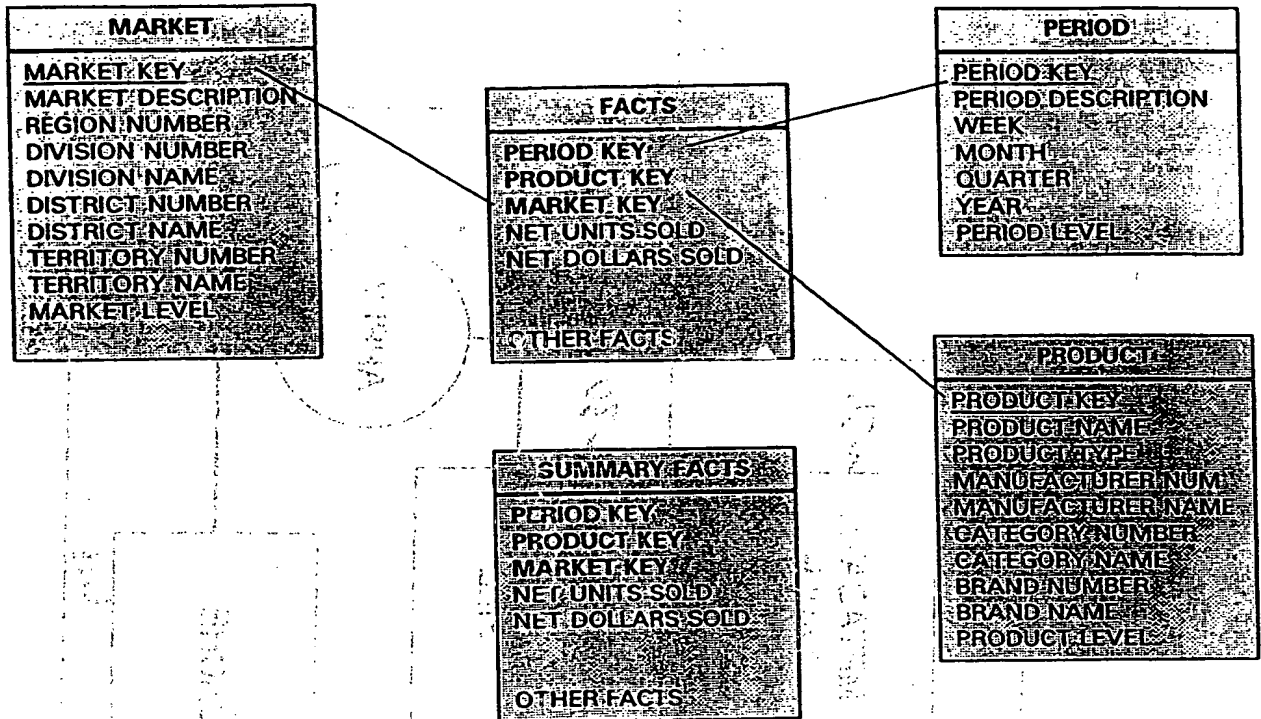 MARKET
MARKET KEY
MARKET DESCRIPTION
REGION NUMBER
DIVISION NUMBER
DIVISION NAME
DISTRICT NUMBER
DISTRICT NAME
TERRITORY NUMBER
TERRITORY NAME
MARKET LEVEL
FACTS
PERIOD KEY
PRODUCT KEY
MARKET KEY
NET UNITS SOLD
NET DOLLARS SOLD
OTHER FACTS
PERIOD
PERIOD KEY
PERIOD DESCRIPTION
WEEK
MONTH
QUARTER
YEAR
PERIOD LEVEL
SUMMARY FACTS
PERIOD KEY
PRODUCT KEY
MARKET KEY
NET UNITS SOLD
NET DOLLARS SOLD
OTHER FACTS
PRODUCT
PRODUCT KEY
PRODUCT NAME
PRODUCT TYPE
MANUFACTURER NUM
MANUFACTURER NAME
CATEGORY NUMBER
CATEGORY NAME
BRAND NUMBER
BRAND NAME
PRODUCT LEVEL